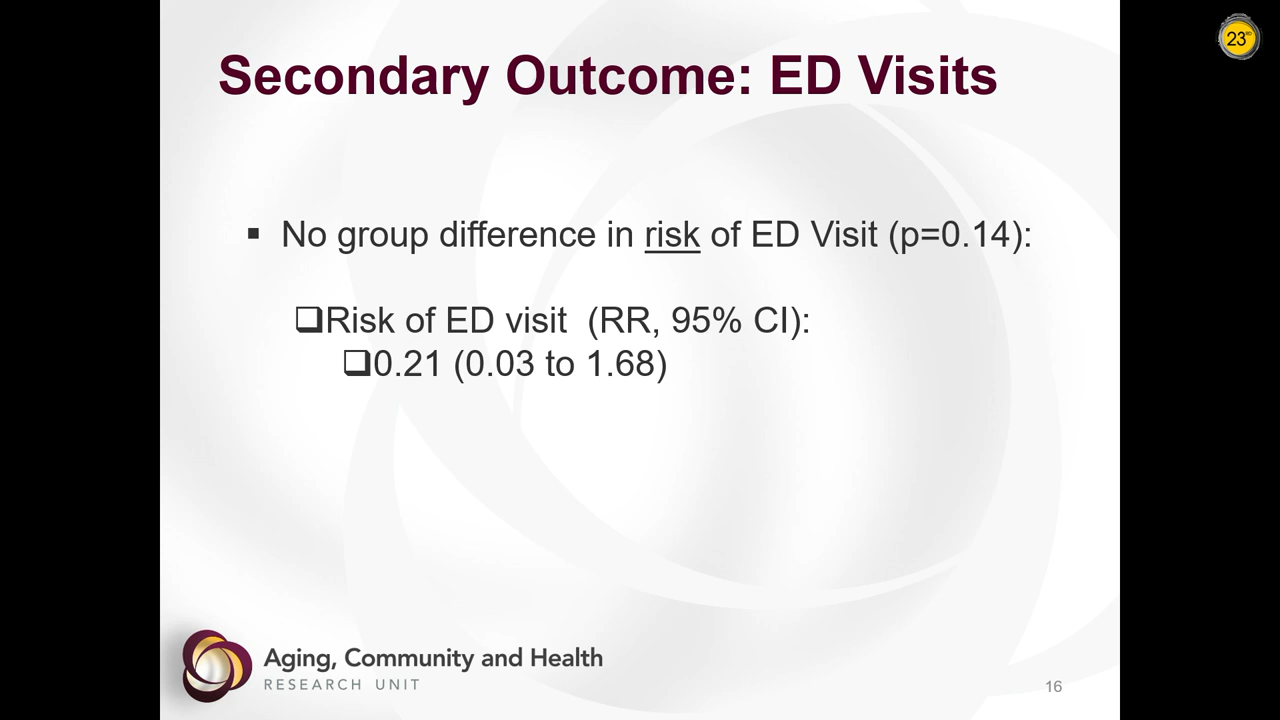 Secondary Outcome: ED Visits
23RD
▪ No group difference in risk of ED Visit (p=0.14):
❑Risk of ED visit (RR, 95% CI):
❑0.21 (0.03 to 1.68)
Aging, Community and Health
RESEARCH UNIT
16